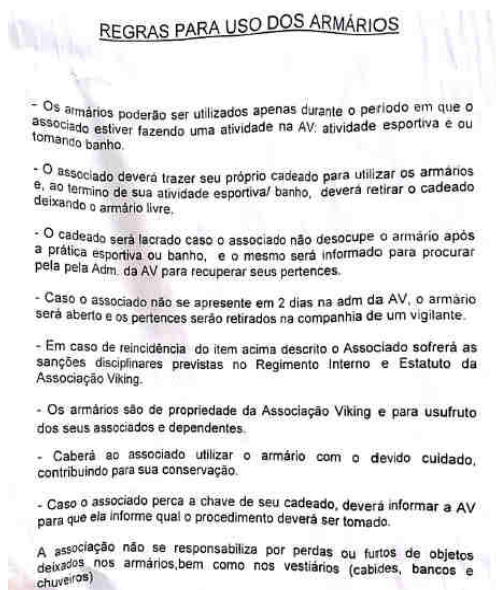 REGRAS PARA USO DOS ARMÁRIOS
- Os armários poderão ser utilizados apenas durante o período em que o
associado estiver fazendo uma atividade na AV: atividade esportiva e ou
tomando banho.
- O associado deverá trazer seu próprio cadeado para utilizar os armários
e, ao termino de sua atividade esportiva/ banho, deverá retirar o cadeado
deixando o armário livre.
- O cadeado será lacrado caso o associado não desocupe o armário após
a prática esportiva ou banho, e o mesmo será informado para procurar
pela pela Adm. da AV para recuperar seus pertences.
- Caso o associado não se apresente em 2 dias na adm da AV, o armário
será aberto e os pertences serão retirados na companhia de um vigilante.
- Em caso de reincidência do item acima descrito o Associado sofrerá as
sanções disciplinares previstas no Regimento Interno e Estatuto da
Associação Viking.
- Os armários são de propriedade da Associação Viking e para usufruto
dos seus associados e dependentes.
- Caberá ao associado utilizar o armário com o devido cuidado,
contribuindo para sua conservação.
- Caso o associado perca a chave de seu cadeado, deverá informar a AV
para que ela informe qual o procedimento deverá ser tomado.
A associação não se responsabiliza por perdas ou furtos de objetos
deixados nos armários,bem como nos vestiários (cabides, bancos e
chuveiros)